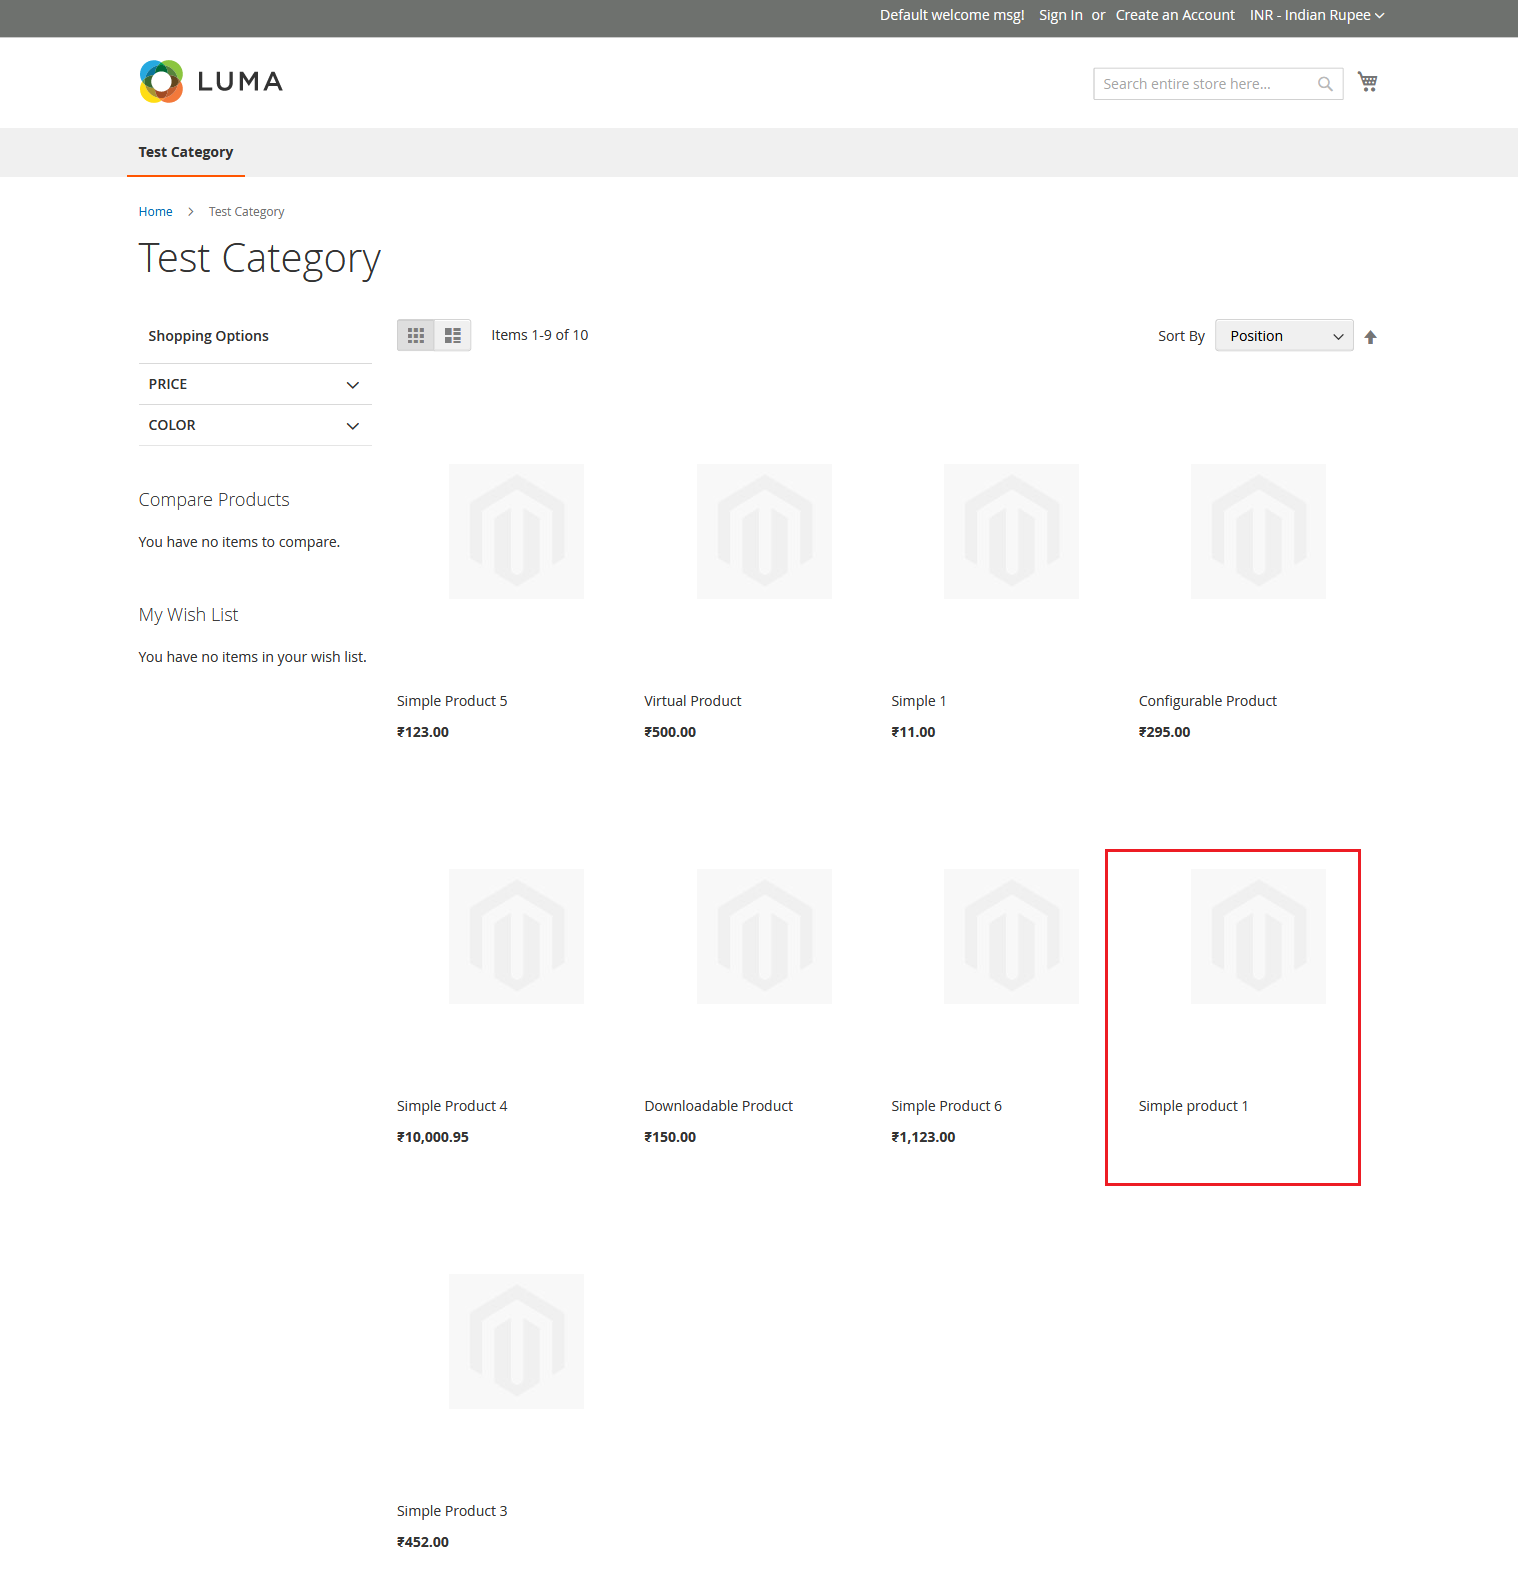 Default welcome msg! Sign In or Create an Account INR - Indian Rupee
LUMA
Search entire store here...
Test Category
Home Test Category
Test Category
Shopping Options
Items 1-9 of 10
Sort By Position
PRICE
COLOR
Compare Products
You have no items to compare.
My Wish List
You have no items in your wish list.
Simple Product 5
₹123.00
Virtual Product
₹500.00
Simple 1
₹11.00
Configurable Product
₹295.00
Simple Product 4
₹10,000.95
Downloadable Product
₹150.00
Simple Product 6
₹1,123.00
Simple product 1
Simple Product 3
₹452.00